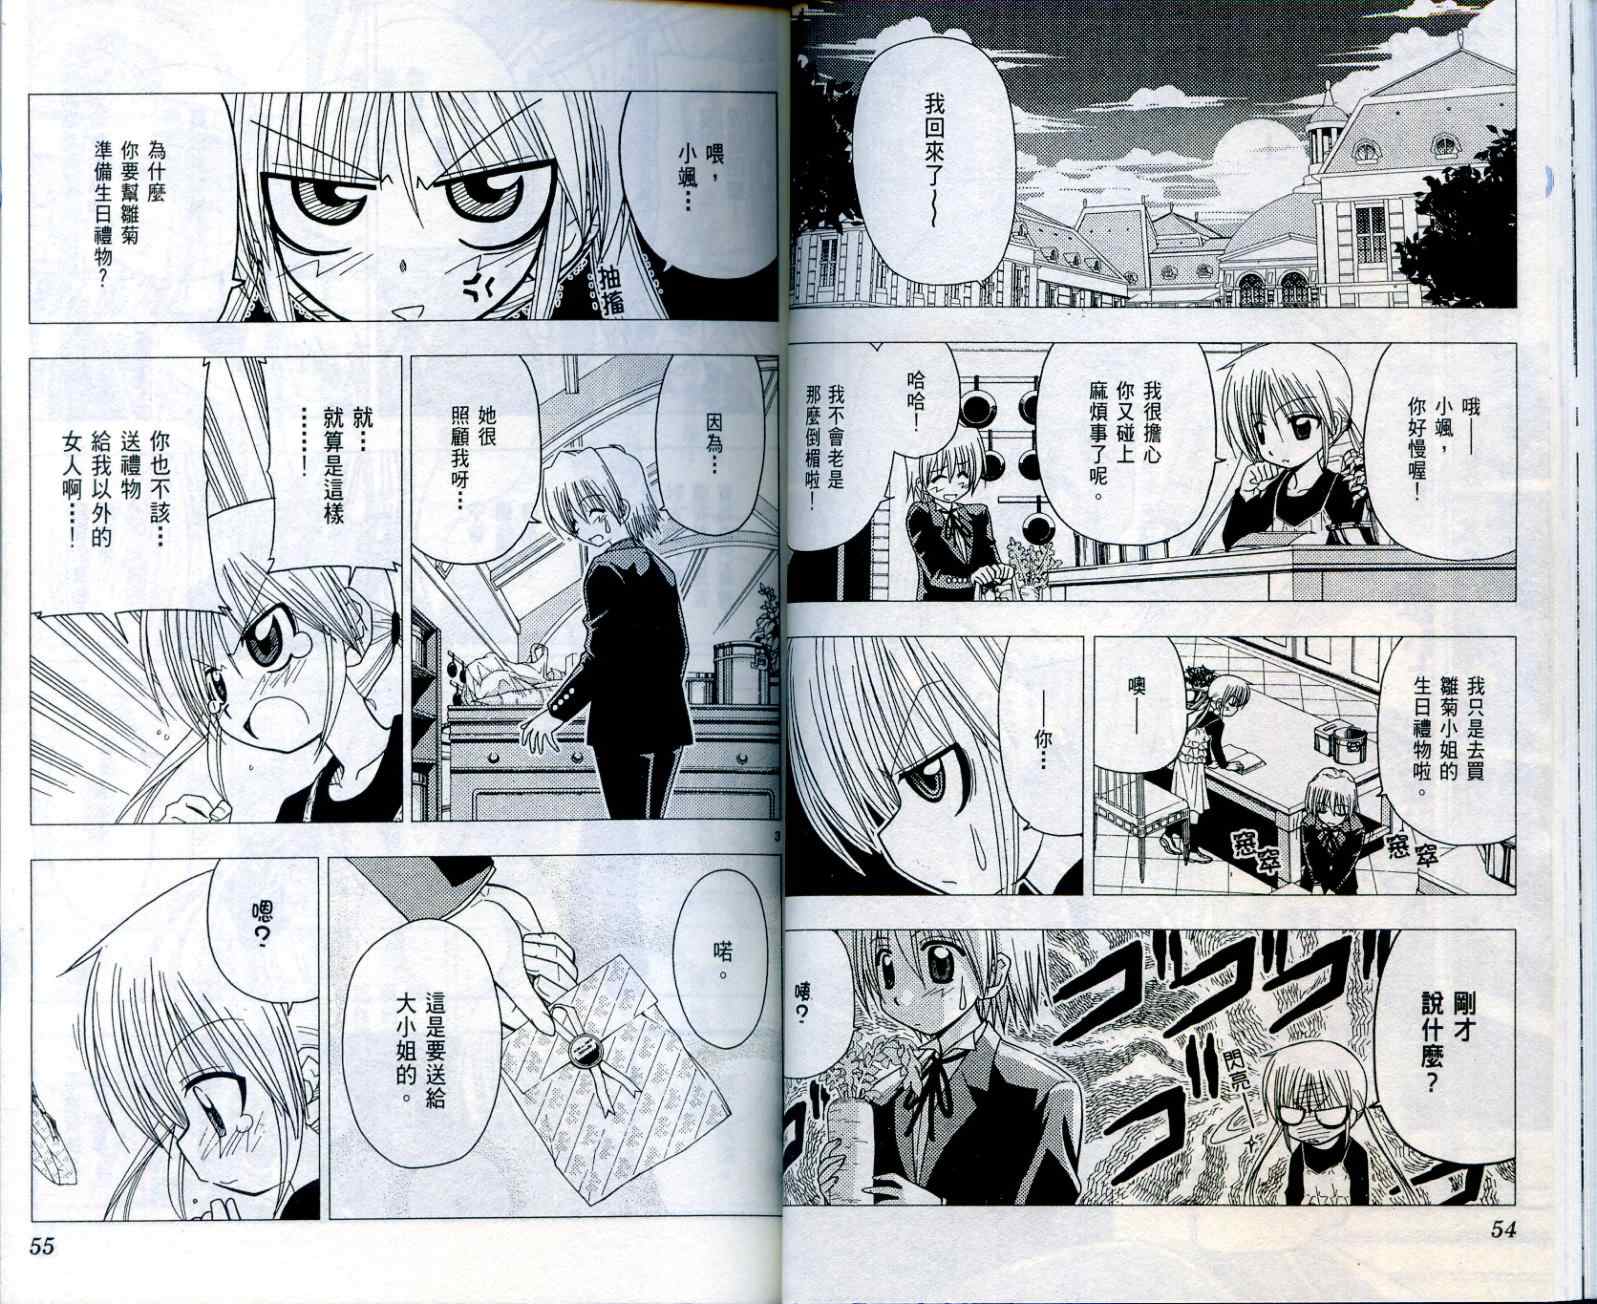 我回來了～
哦──
小颯，
你好慢喔！
我很擔心
你又碰上
麻煩事了呢。
哈哈！
我不會老是
那麼倒楣啦！
我只是去買
雛菊小姐的
生日禮物啦。
噢──
窸窣
窸窣
──你…
剛才
說什麼？
閃亮─
ゴゴゴゴゴ
咦？
54
喂，
小颯…
為什麼
你要幫雛菊
準備生日禮物？
抽搐
因為…
她很
照顧我呀…
就…
就算是這樣
……！
你也不該…
送禮物
給我以外的
女人啊…！
3
喏。
這是要送給
大小姐的。
嗯？
55